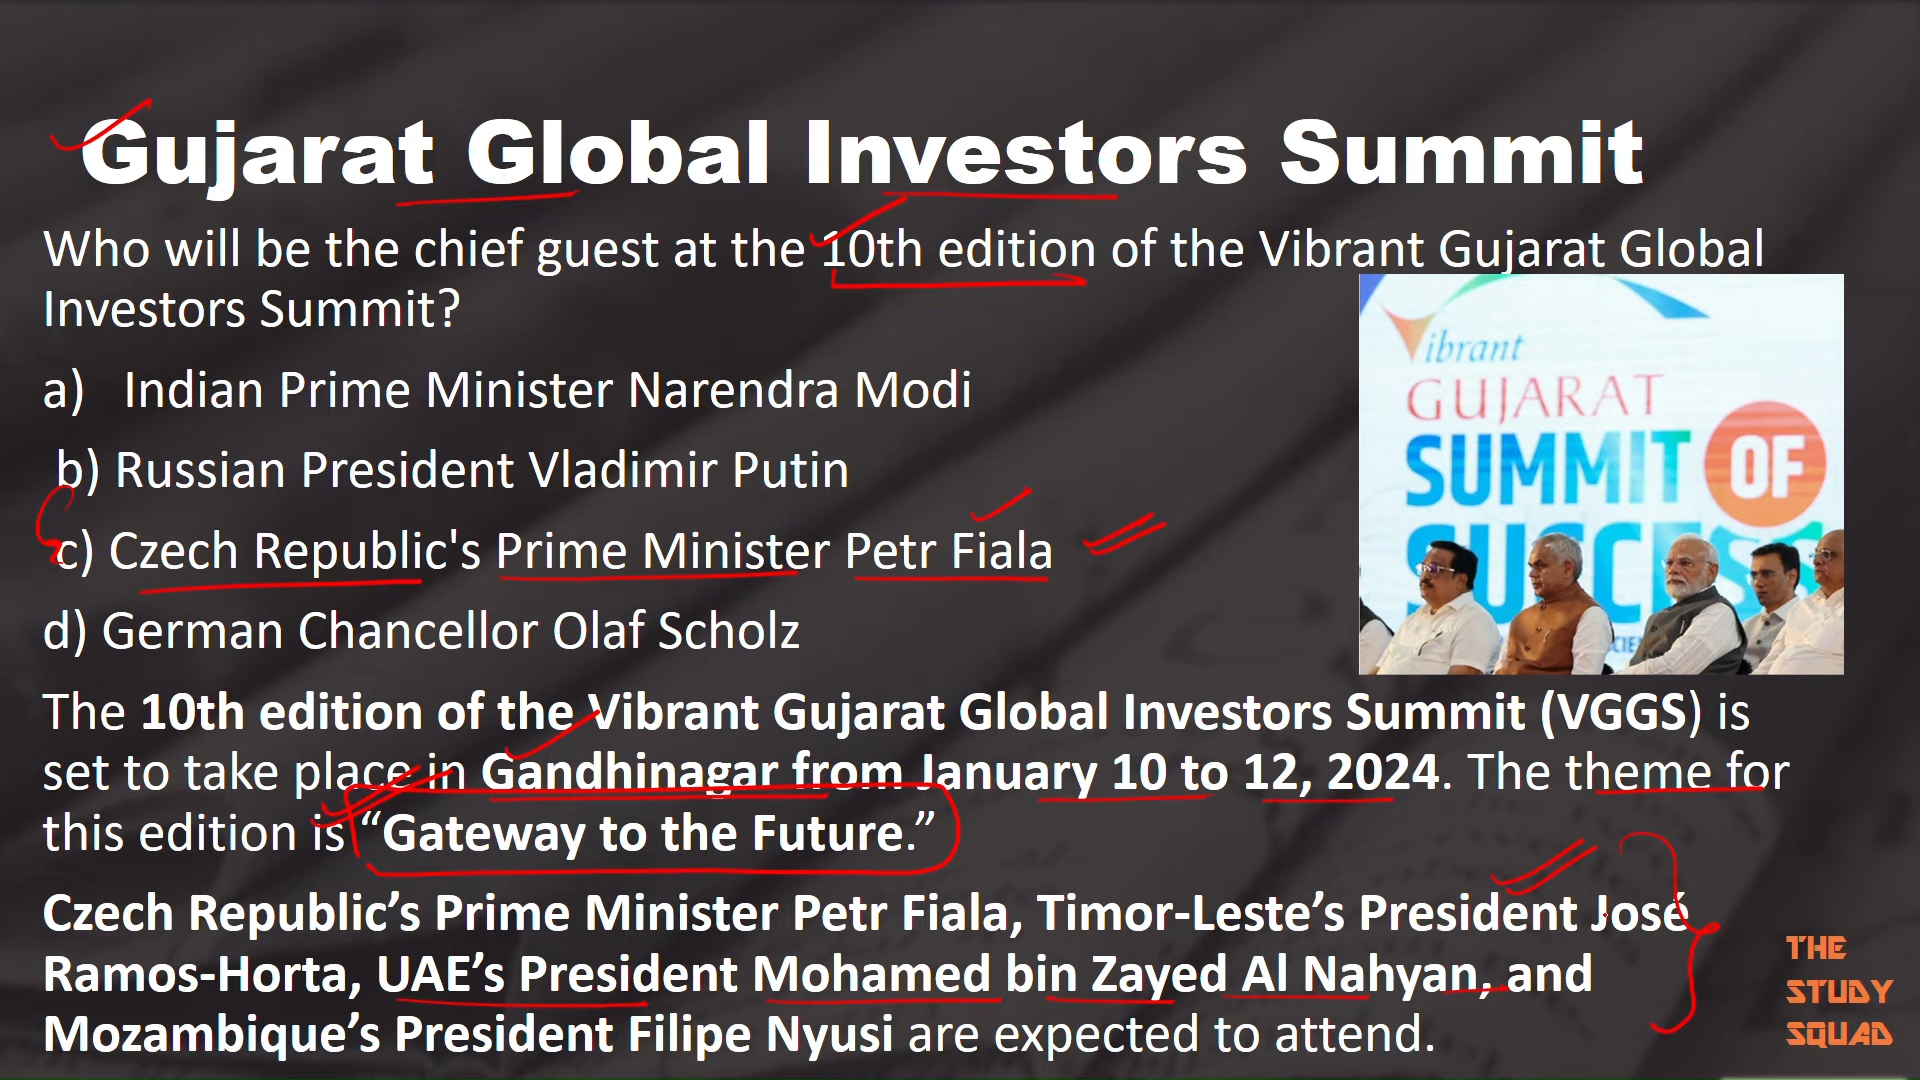 Gujarat Global Investors Summit
Who will be the chief guest at the 10th edition of the Vibrant Gujarat Global
Investors Summit?
a) Indian Prime Minister Narendra Modi
b) Russian President Vladimir Putin
c) Czech Republic's Prime Minister Petr Fiala
d) German Chancellor Olaf Scholz
Vibrant
GUJARAT
SUMMIT OF
SUCCESS
The 10th edition of the Vibrant Gujarat Global Investors Summit (VGGS) is
set to take place in Gandhinagar from January 10 to 12, 2024. The theme for
this edition is “Gateway to the Future.”
Czech Republic’s Prime Minister Petr Fiala, Timor-Leste’s President José
Ramos-Horta, UAE’s President Mohamed bin Zayed Al Nahyan, and
Mozambique’s President Filipe Nyusi are expected to attend.
THE
STUDY
SQUAD